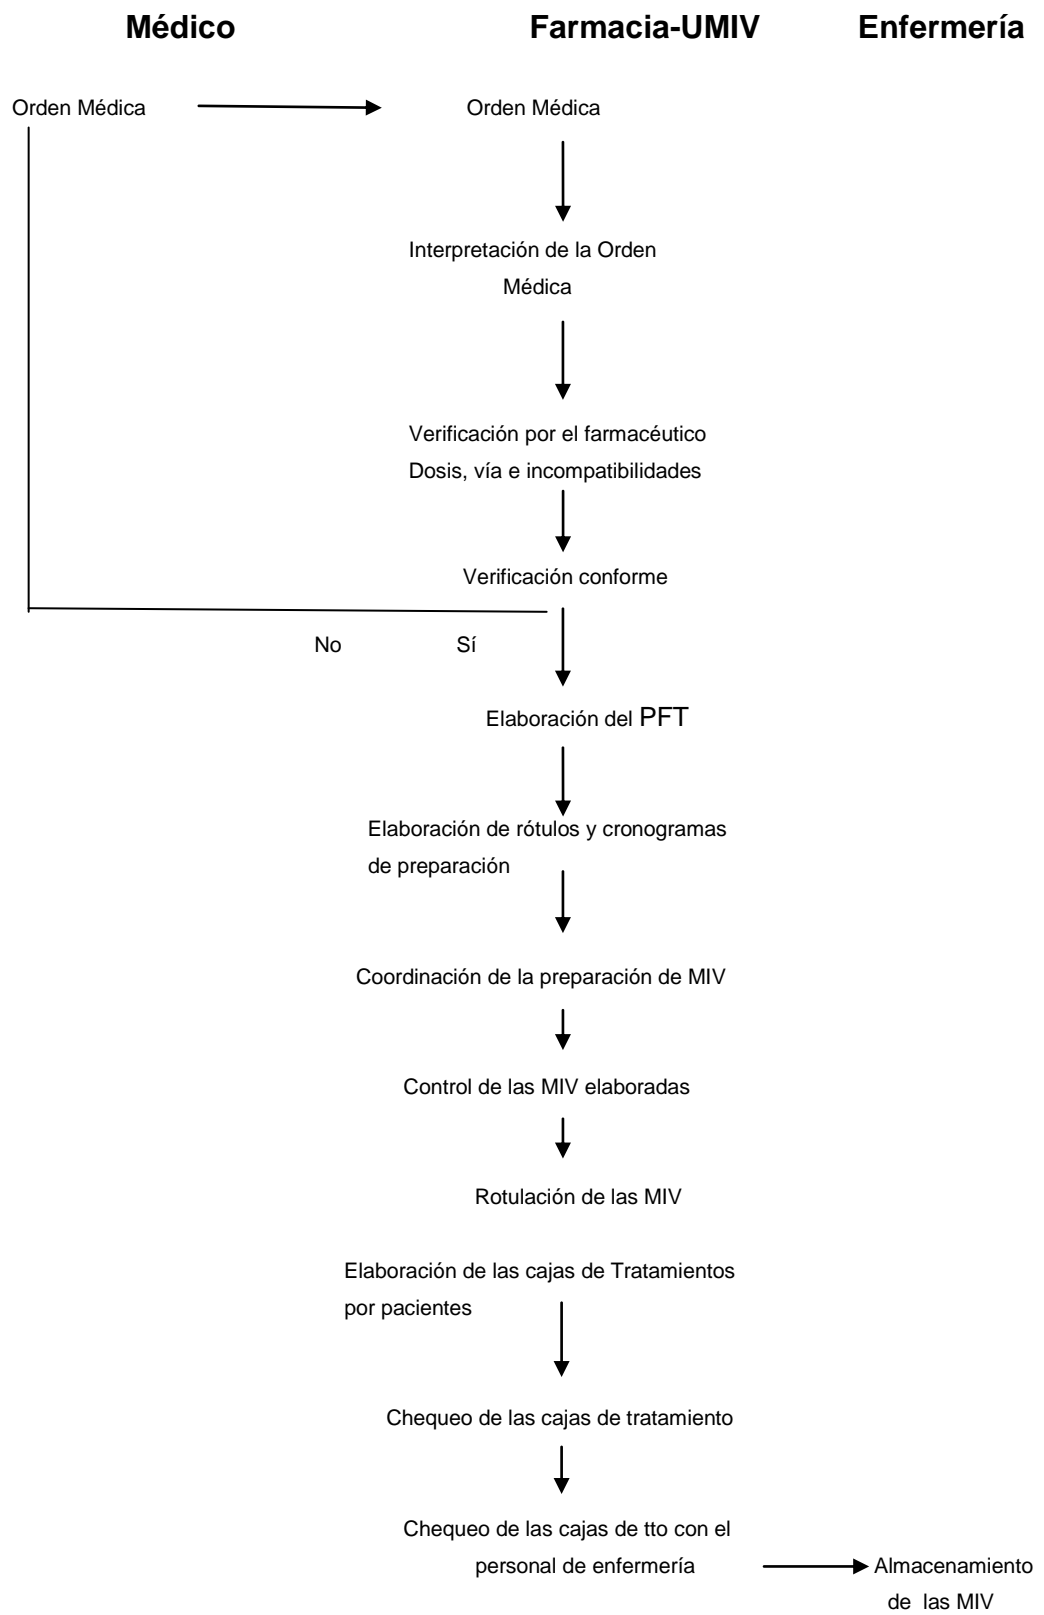 Médico Farmacia-UMIV Enfermería
Orden Médica Orden Médica
Interpretación de la Orden
Médica
Verificación por el farmacéutico
Dosis, vía e incompatibilidades
Verificación conforme
No Sí
Elaboración del PFT
Elaboración de rótulos y cronogramas
de preparación
Coordinación de la preparación de MIV
Control de las MIV elaboradas
Rotulación de las MIV
Elaboración de las cajas de Tratamientos
por pacientes
Chequeo de las cajas de tratamiento
Chequeo de las cajas de tto con el
personal de enfermería Almacenamiento
de las MIV